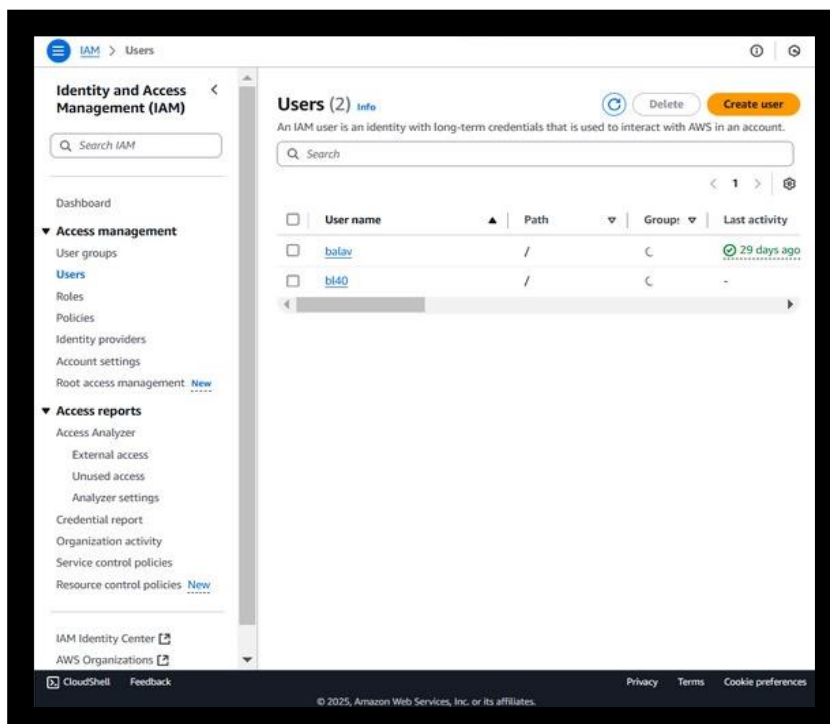 IAM > Users
Identity and Access
Management (IAM)
Search IAM
Dashboard
Access management
User groups
Users
Roles
Policies
Identity providers
Account settings
Root access management New
Access reports
Access Analyzer
External access
Unused access
Analyzer settings
Credential report
Organization activity
Service control policies
Resource control policies New
IAM Identity Center
AWS Organizations
Users (2) Info
Delete
Create user
An IAM user is an identity with long-term credentials that is used to interact with AWS in an account.
Search
< 1 >
User name Path Groups Last activity
balav / 29 days ago
bl40 / -
CloudShell Feedback Privacy Terms Cookie preferences
© 2025, Amazon Web Services, Inc. or its affiliates.